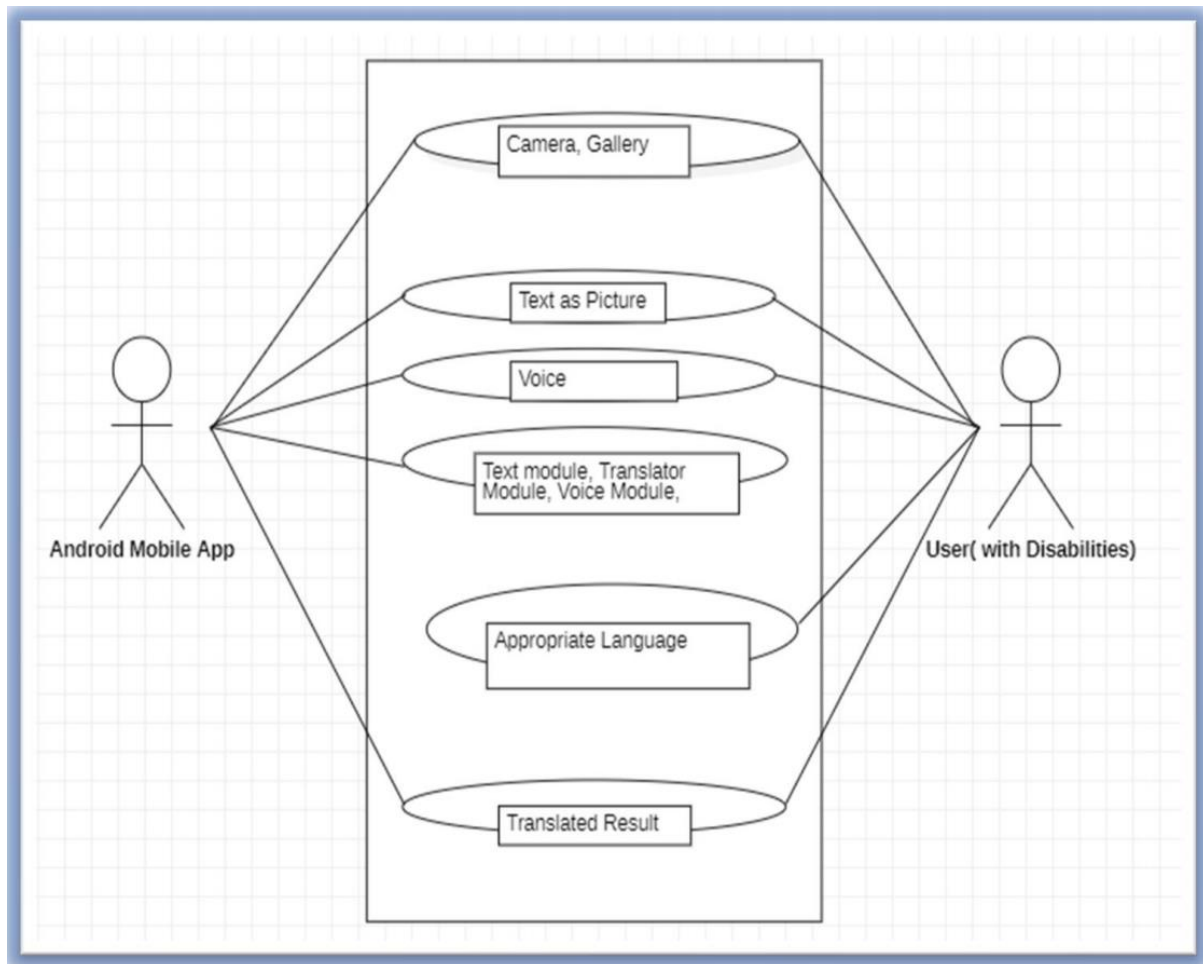 Camera, Gallery
Text as Picture
Voice
Text module, Translator
Module, Voice Module,
Android Mobile App
User( with Disabilities)
Appropriate Language
Translated Result